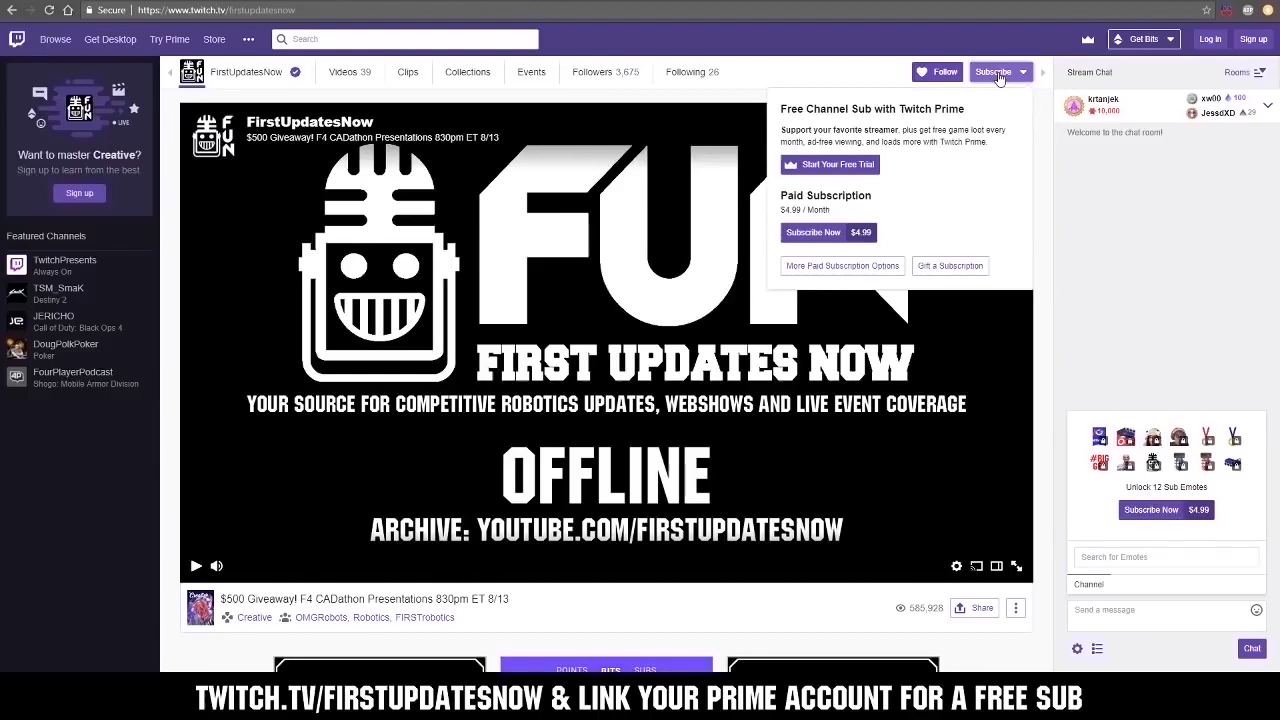 Secure
https://www.twitch.tv/firstupdatesnow
Browse
Get Desktop
Try Prime
Store
Search
Get Bits
Log in
Sign up
FirstUpdatesNow
Videos 39
Clips
Collections
Events
Followers 3,675
Following 26
Follow
Subscribe
Stream Chat
Rooms
FUN
LIVE
Want to master Creative?
Sign up to learn from the best
Sign up
Featured Channels
TwitchPresents
Always On
TSM_SmaK
Destiny 2
JERICHO
Call of Duty: Black Ops 4
DougPolkPoker
Poker
FourPlayerPodcast
Shogo: Mobile Armor Division
FUN
FirstUpdatesNow
$500 Giveaway! F4 CADathon Presentations 830pm ET 8/13
FUN
FIRST UPDATES NOW
YOUR SOURCE FOR COMPETITIVE ROBOTICS UPDATES, WEBSHOWS AND LIVE EVENT COVERAGE
OFFLINE
ARCHIVE: YOUTUBE.COM/FIRSTUPDATESNOW
Free Channel Sub with Twitch Prime
Support your favorite streamer, plus get free game loot every
month, ad-free viewing, and loads more with Twitch Prime.
Start Your Free Trial
Paid Subscription
$4.99 / Month
Subscribe Now $4.99
More Paid Subscription Options
Gift a Subscription
$500 Giveaway! F4 CADathon Presentations 830pm ET 8/13
Creative
OMGRobots, Robotics, FIRSTrobotics
585,928
Share
POINTS BITS SUBS
krtanjek
10,000
xw00 100
JessdXD 29
Welcome to the chat room!
Unlock 12 Sub Emotes
Subscribe Now $4.99
Search for Emotes
Channel
Send a message
Chat
TWITCH.TV/FIRSTUPDATESNOW & LINK YOUR PRIME ACCOUNT FOR A FREE SUB